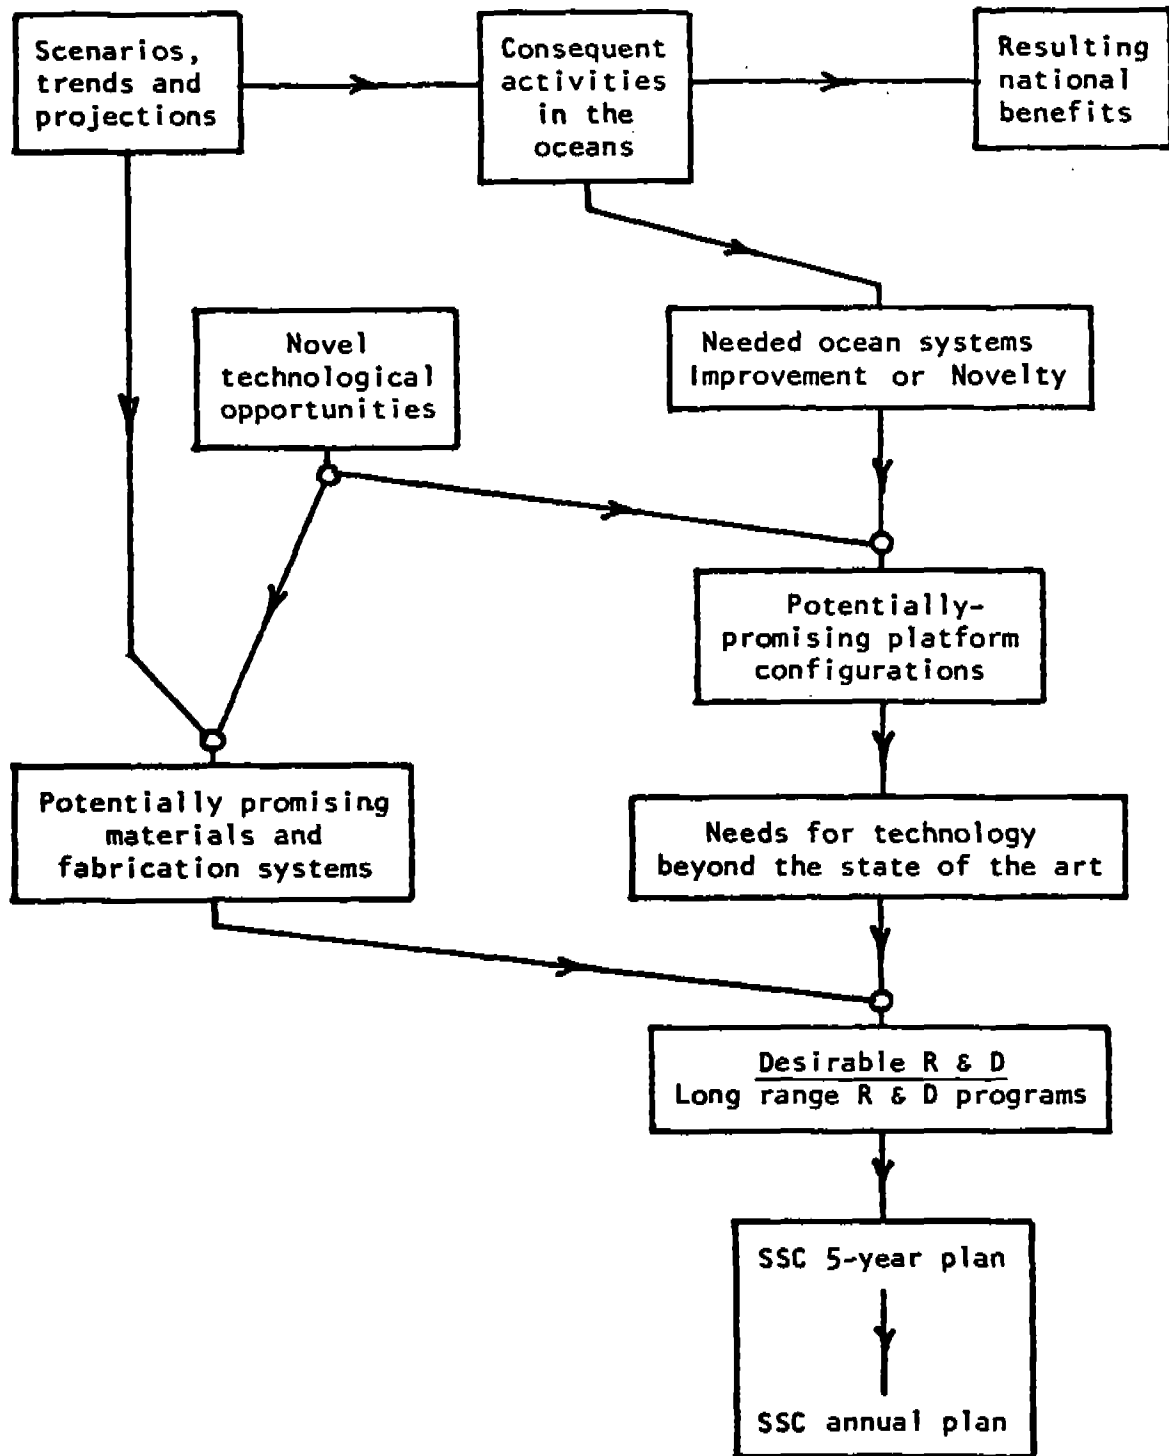 Scenarios,
trends and
projections
Consequent
activities
in the
oceans
Resulting
national
benefits
Novel
technological
opportunities
Needed ocean systems
Improvement or Novelty
Potentially-
promising platform
configurations
Potentially promising
materials and
fabrication systems
Needs for technology
beyond the state of the art
Desirable R & D
Long range R & D programs
SSC 5-year plan
SSC annual plan